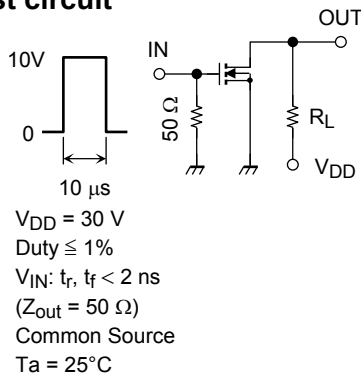 st circuit
OUT
IN
10V
0
50 Ω
RL
VDD
10 μs
VDD = 30 V
Duty ≦ 1%
VIN: tr, tf < 2 ns
(Zout = 50 Ω)
Common Source
Ta = 25°C